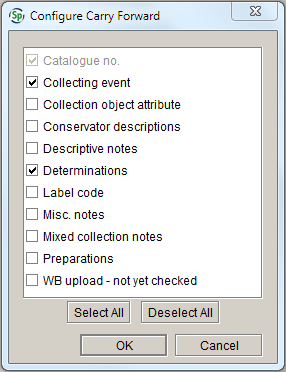 Sp Configure Carry Forward
Catalogue no.
Collecting event
Collection object attribute
Conservator descriptions
Descriptive notes
Determinations
Label code
Misc. notes
Mixed collection notes
Preparations
WB upload - not yet checked
Select All Deselect All
OK Cancel